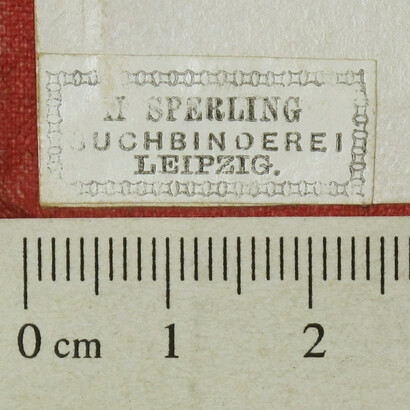 SPERLING
BUCHBINDEREI
LEIPZIG.
0 cm 1 2